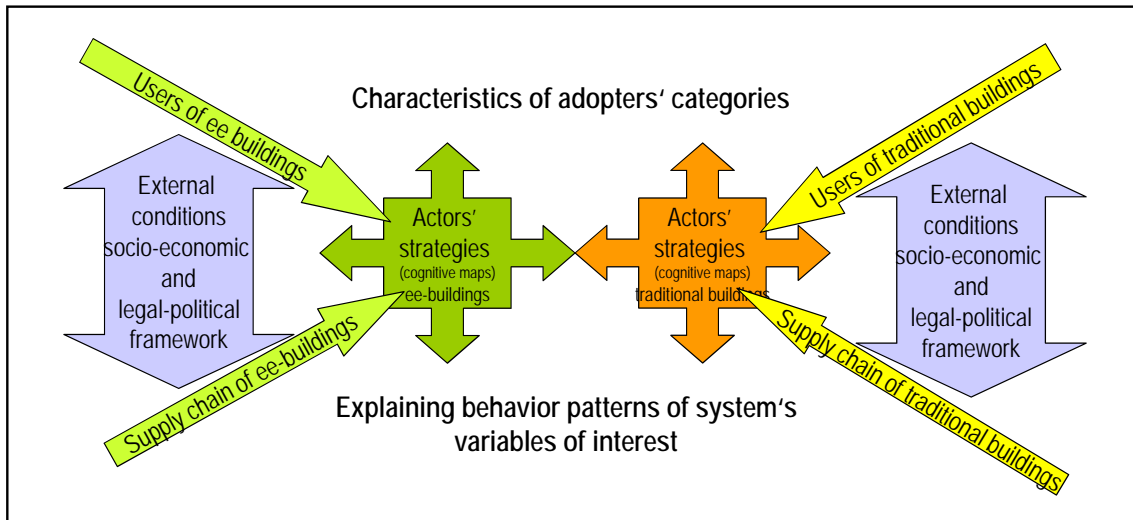 Users of ee buildings
Characteristics of adopters‘ categories
Users of traditional buildings
External
conditions
socio-economic
and
legal-political
framework
Actors’
strategies
(cognitive maps)
ee-buildings
Actors’
strategies
(cognitive maps)
traditional buildings
External
conditions
socio-economic
and
legal-political
framework
Supply chain of ee-buildings
Explaining behavior patterns of system‘s
variables of interest
Supply chain of traditional buildings